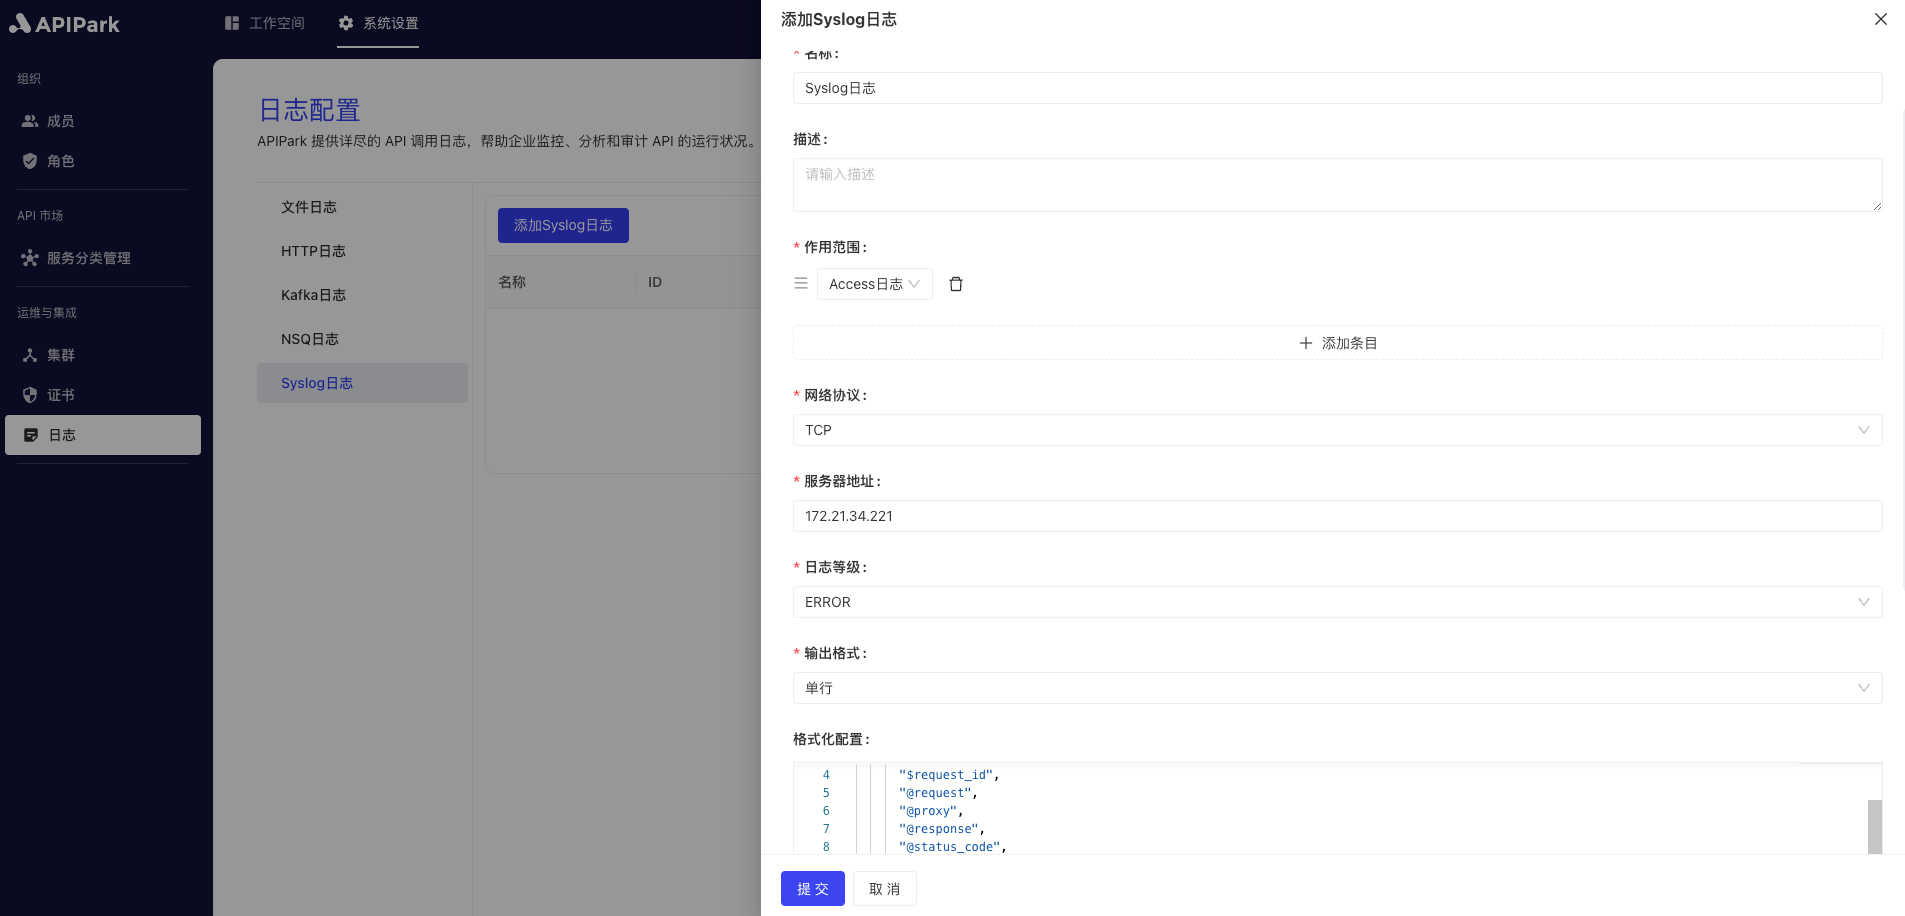 APIPark
工作空间
系统设置
组织
成员
角色
API 市场
服务分类管理
运维与集成
集群
证书
日志
日志配置
APIPark 提供详尽的 API 调用日志，帮助企业监控、分析和审计 API 的运行状况。
文件日志
HTTP日志
Kafka日志
NSQ日志
Syslog日志
添加Syslog日志
名称
ID
添加Syslog日志
* 名称：
Syslog日志
描述：
请输入描述
* 作用范围：
Access日志
添加条目
* 网络协议：
TCP
* 服务器地址：
172.21.34.221
* 日志等级：
ERROR
* 输出格式：
单行
格式化配置：
4 "$request_id",
5 "@request",
6 "@proxy",
7 "@response",
8 "@status_code",
提 交
取 消